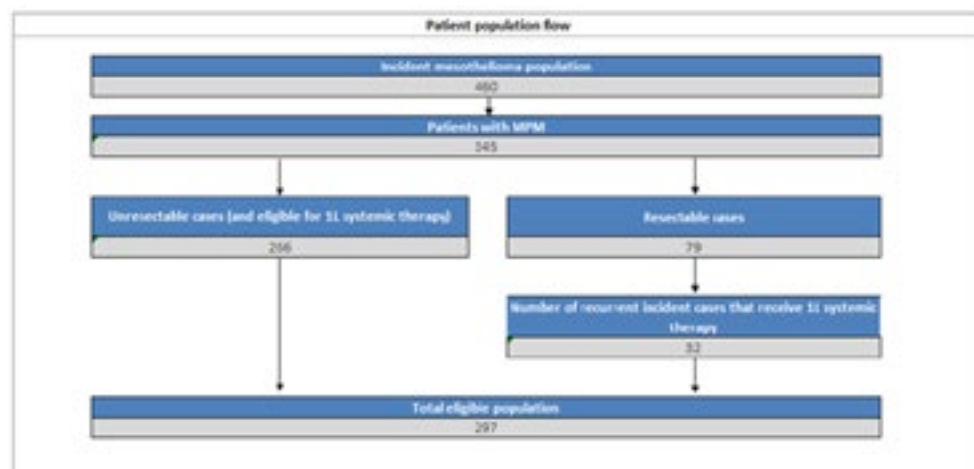 Patient population flow
Incident mesothelioma population
460
Patients with MPM
345
Unresectable cases (and eligible for 1L systemic therapy)
266
Resectable cases
79
Number of recurrent incident cases that receive 1L systemic
therapy
32
Total eligible population
297